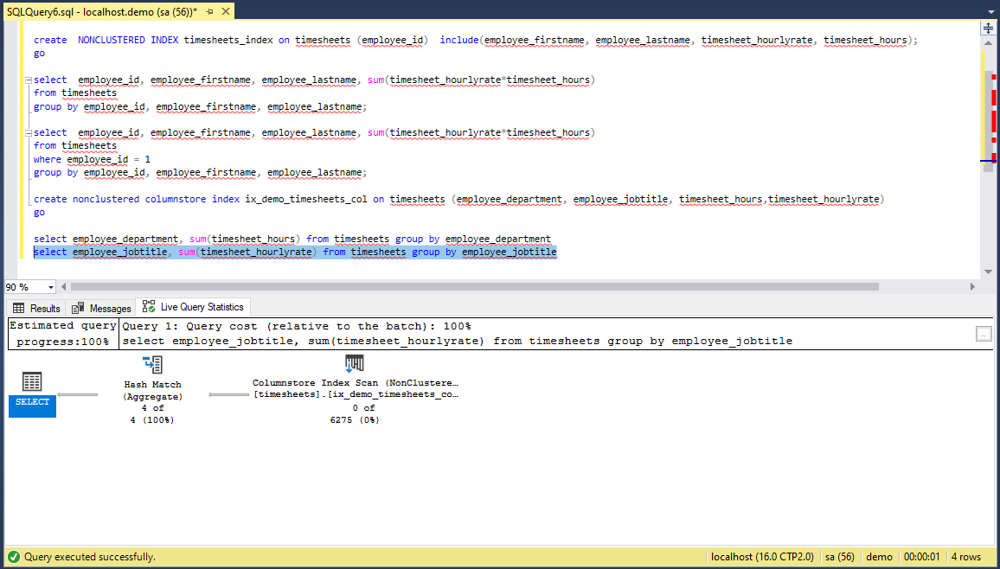 SQLQuery6.sql - localhost.demo (sa (56))*
create  NONCLUSTERED INDEX timesheets_index on timesheets (employee_id)  include(employee_firstname, employee_lastname, timesheet_hourlyrate, timesheet_hours);
go
select  employee_id, employee_firstname, employee_lastname, sum(timesheet_hourlyrate*timesheet_hours)
from timesheets
group by employee_id, employee_firstname, employee_lastname;
select  employee_id, employee_firstname, employee_lastname, sum(timesheet_hourlyrate*timesheet_hours)
from timesheets
where employee_id = 1
group by employee_id, employee_firstname, employee_lastname;
create nonclustered columnstore index ix_demo_timesheets_col on timesheets (employee_department, employee_jobtitle, timesheet_hours,timesheet_hourlyrate)
go
select employee_department, sum(timesheet_hours) from timesheets group by employee_department
select employee_jobtitle, sum(timesheet_hourlyrate) from timesheets group by employee_jobtitle
90 %
Results Messages Live Query Statistics
Estimated query progress:100%
Query 1: Query cost (relative to the batch): 100%
select employee_jobtitle, sum(timesheet_hourlyrate) from timesheets group by employee_jobtitle
SELECT
Hash Match
(Aggregate)
4 of
4 (100%)
Columnstore Index Scan (NonClustere...
[timesheets].[ix_demo_timesheets_co...
0 of
6275 (0%)
Query executed successfully.
localhost (16.0 CTP2.0) sa (56) demo 00:00:01 4 rows